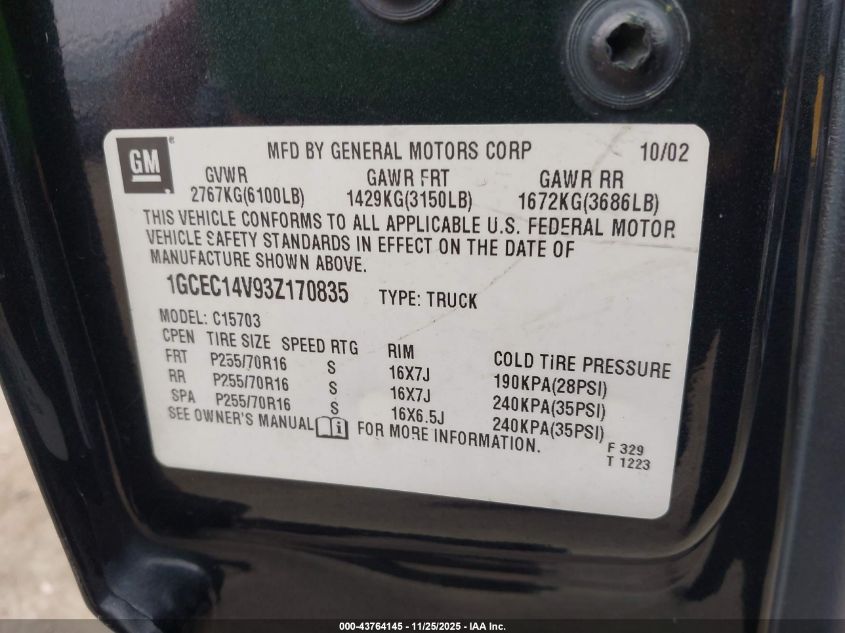 GM
MFD BY GENERAL MOTORS CORP 10/02
GVWR GAWR FRT GAWR RR
2767KG(6100LB) 1429KG(3150LB) 1672KG(3686LB)
THIS VEHICLE CONFORMS TO ALL APPLICABLE U.S. FEDERAL MOTOR
VEHICLE SAFETY STANDARDS IN EFFECT ON THE DATE OF
MANUFACTURE SHOWN ABOVE.
1GCEC14V93Z170835 TYPE: TRUCK
MODEL: C15703
CPEN TIRE SIZE SPEED RTG RIM COLD TIRE PRESSURE
FRT P255/70R16 S 16X7J 190KPA(28PSI)
RR P255/70R16 S 16X7J 240KPA(35PSI)
SPA P255/70R16 S 16X6.5J 240KPA(35PSI)
SEE OWNER'S MANUAL i FOR MORE INFORMATION.
F 329
T 1223
000-43764145 - 11/25/2025 - IAA Inc.